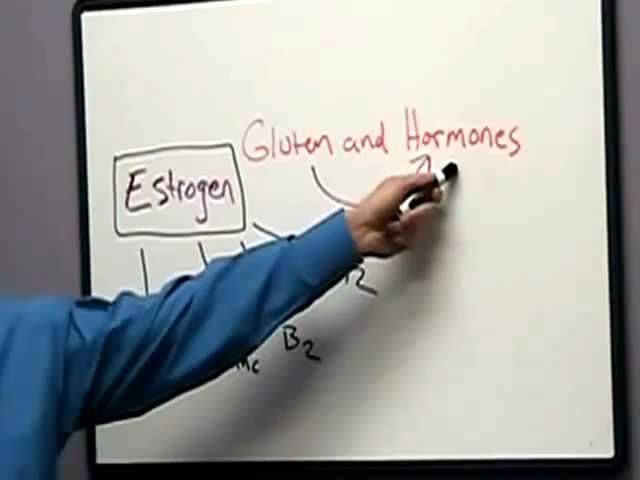 Gluten and Hormones
Estrogen
B2